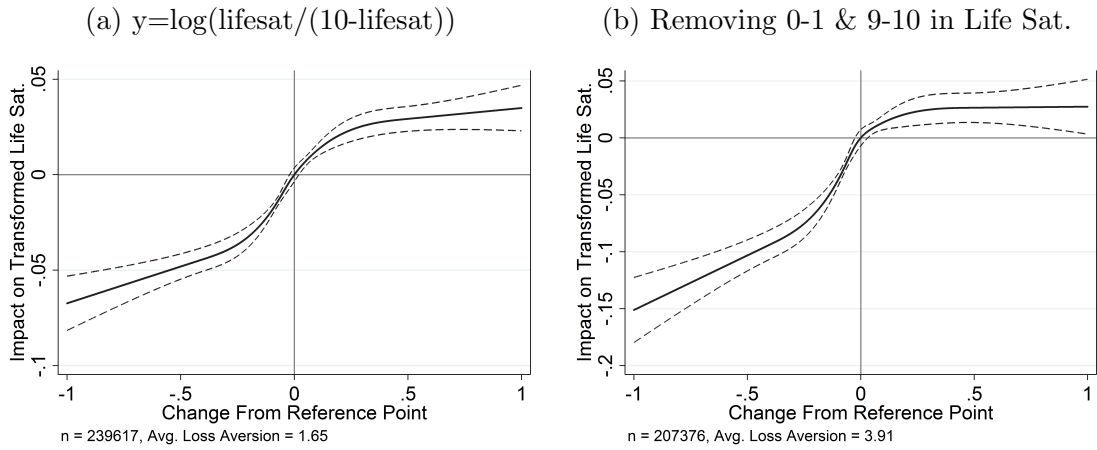 (a) y=log(lifesat/(10-lifesat))
Impact on Transformed Life Sat.
.05
0
-.05
-.1
-1
-.5
0
.5
1
Change From Reference Point
n = 239617, Avg. Loss Aversion = 1.65
(b) Removing 0-1 & 9-10 in Life Sat.
Impact on Transformed Life Sat.
.05
0
-.05
-.1
-.15
-.2
-1
-.5
0
.5
1
Change From Reference Point
n = 207376, Avg. Loss Aversion = 3.91